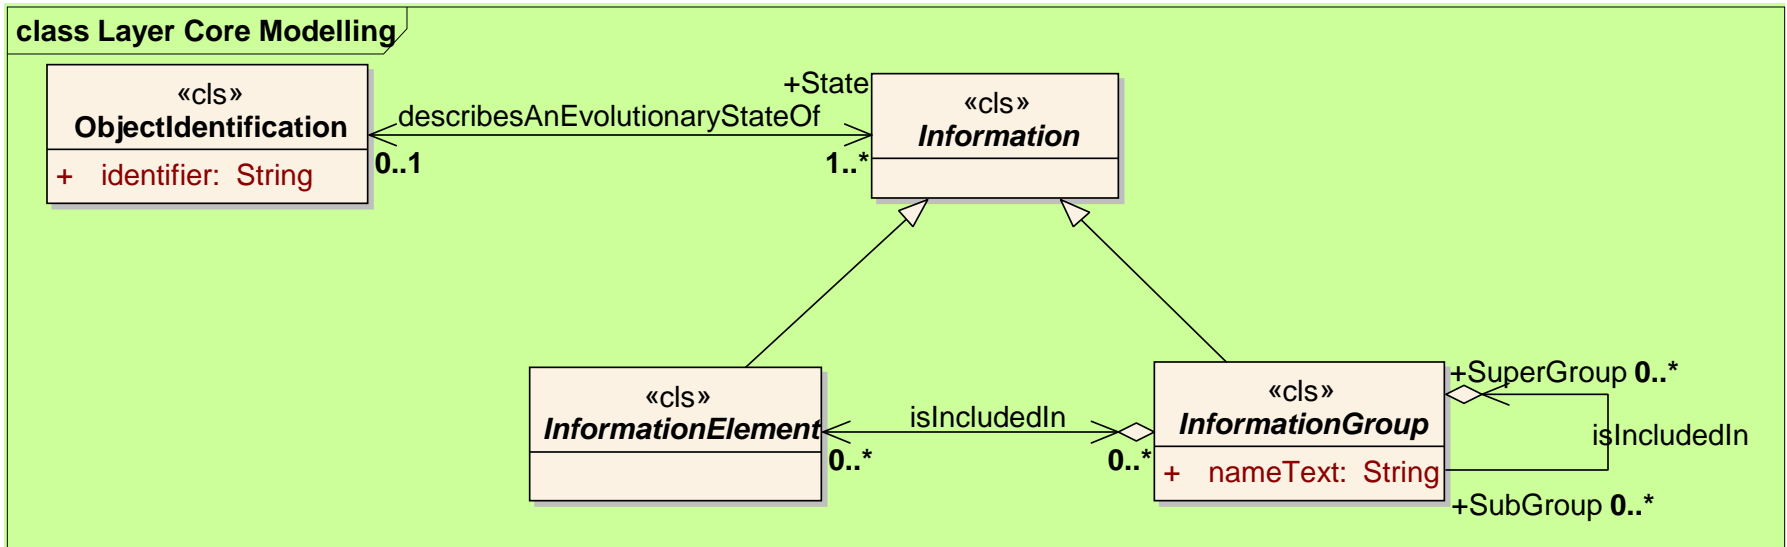 class Layer Core Modelling
«cls»
ObjectIdentification
+ identifier: String
describesAnEvolutionaryStateOf
+State
0..1
1..*
«cls»
Information
«cls»
InformationElement
isIncludedIn
0..*
0..*
«cls»
InformationGroup
+ nameText: String
+SuperGroup 0..*
isIncludedIn
+SubGroup 0..*